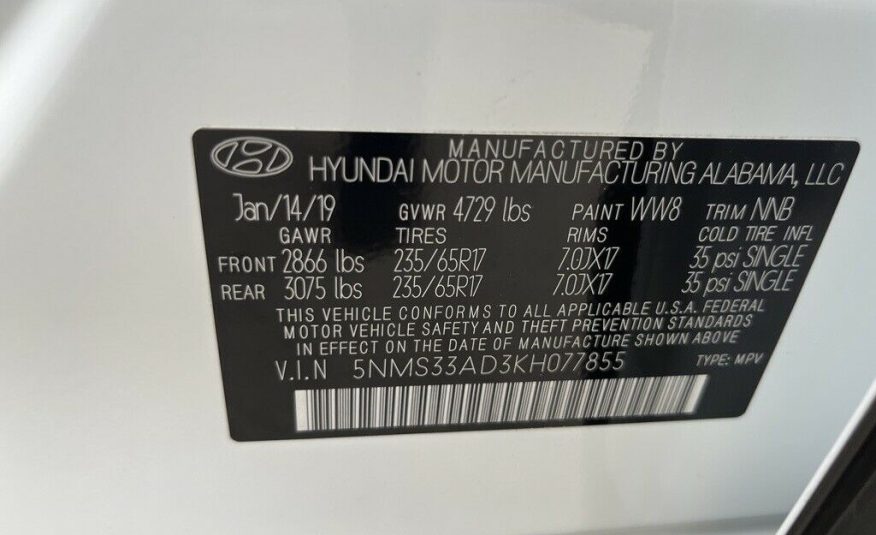 MANUFACTURED BY
HYUNDAI MOTOR MANUFACTURING ALABAMA, LLC
Jan/14/19 GVWR 4729 lbs PAINT WW8 TRIM NNB
GAWR TIRES RIMS COLD TIRE INFL
FRONT 2866 lbs 235/65R17 7.0JX17 35 psi SINGLE
REAR 3075 lbs 235/65R17 7.0JX17 35 psi SINGLE
THIS VEHICLE CONFORMS TO ALL APPLICABLE U.S.A. FEDERAL
MOTOR VEHICLE SAFETY AND THEFT PREVENTION STANDARDS
IN EFFECT ON THE DATE OF MANUFACTURE SHOWN ABOVE
V.I.N 5NMS33AD3KH077855 TYPE: MPV